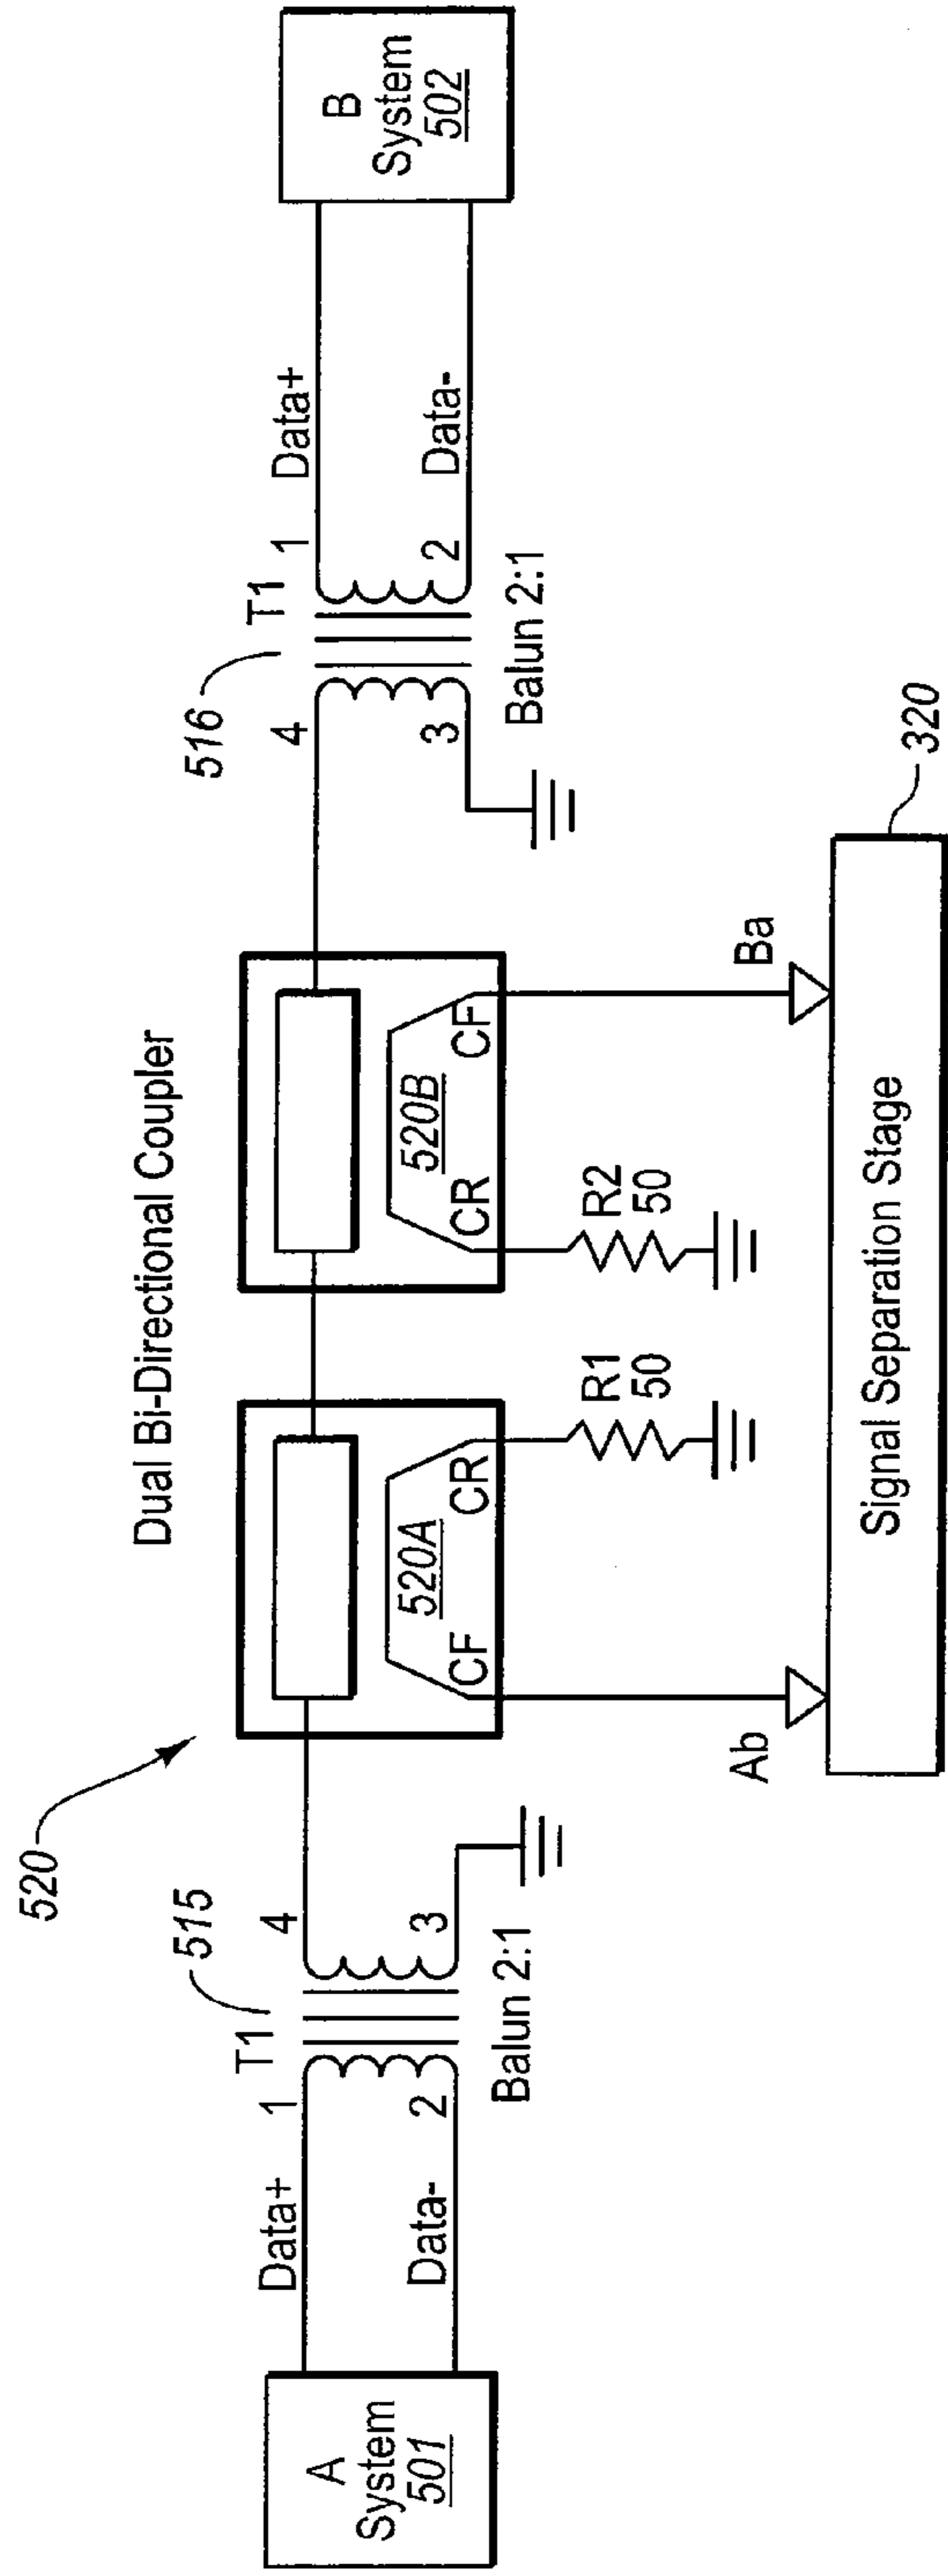 Dual Bi-Directional Coupler
520
515
516
T1
T1
Data+
1
4
4
1
Data+
A
System
501
B
System
502
Data-
2
3
3
2
Data-
Balun 2:1
Balun 2:1
520A
CF
CR
520B
CR
CF
R1
50
R2
50
Ab
Ba
Signal Separation Stage
320